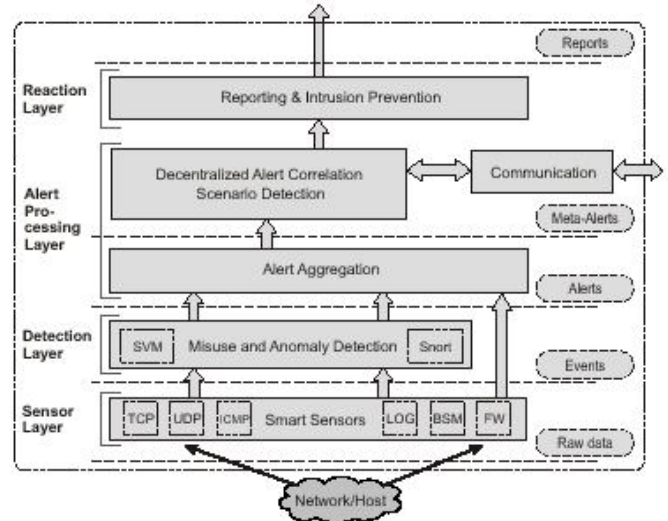 Reports
Reaction
Layer
Reporting & Intrusion Prevention
Alert
Pro-
cessing
Layer
Decentralized Alert Correlation
Scenario Detection
Communication
Meta-Alerts
Alert Aggregation
Alerts
Detection
Layer
SVM
Misuse and Anomaly Detection
Snort
Events
Sensor
Layer
TCP
UDP
ICMP
Smart Sensors
LOG
BSM
FW
Raw data
Network/Host